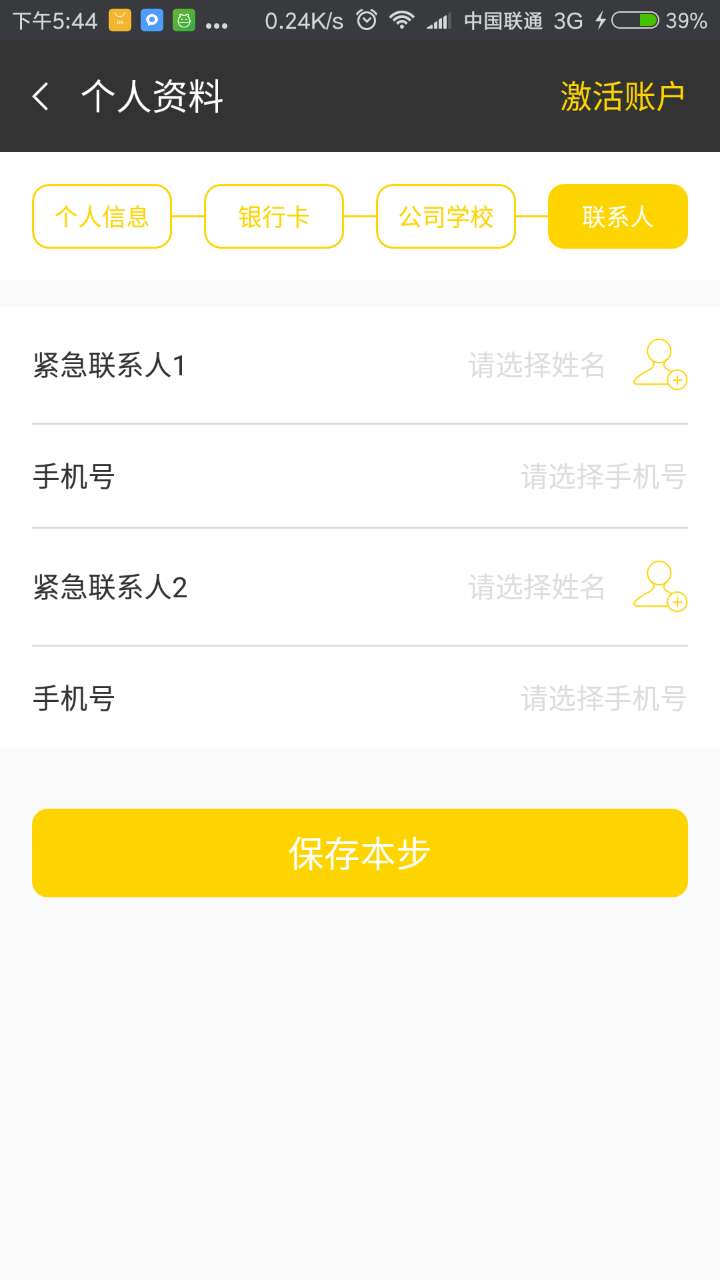 下午5:44 ... 0.24K/s 中国联通 3G 39%
个人资料 激活账户
个人信息 银行卡 公司学校 联系人
紧急联系人1 请选择姓名
手机号 请选择手机号
紧急联系人2 请选择姓名
手机号 请选择手机号
保存本步